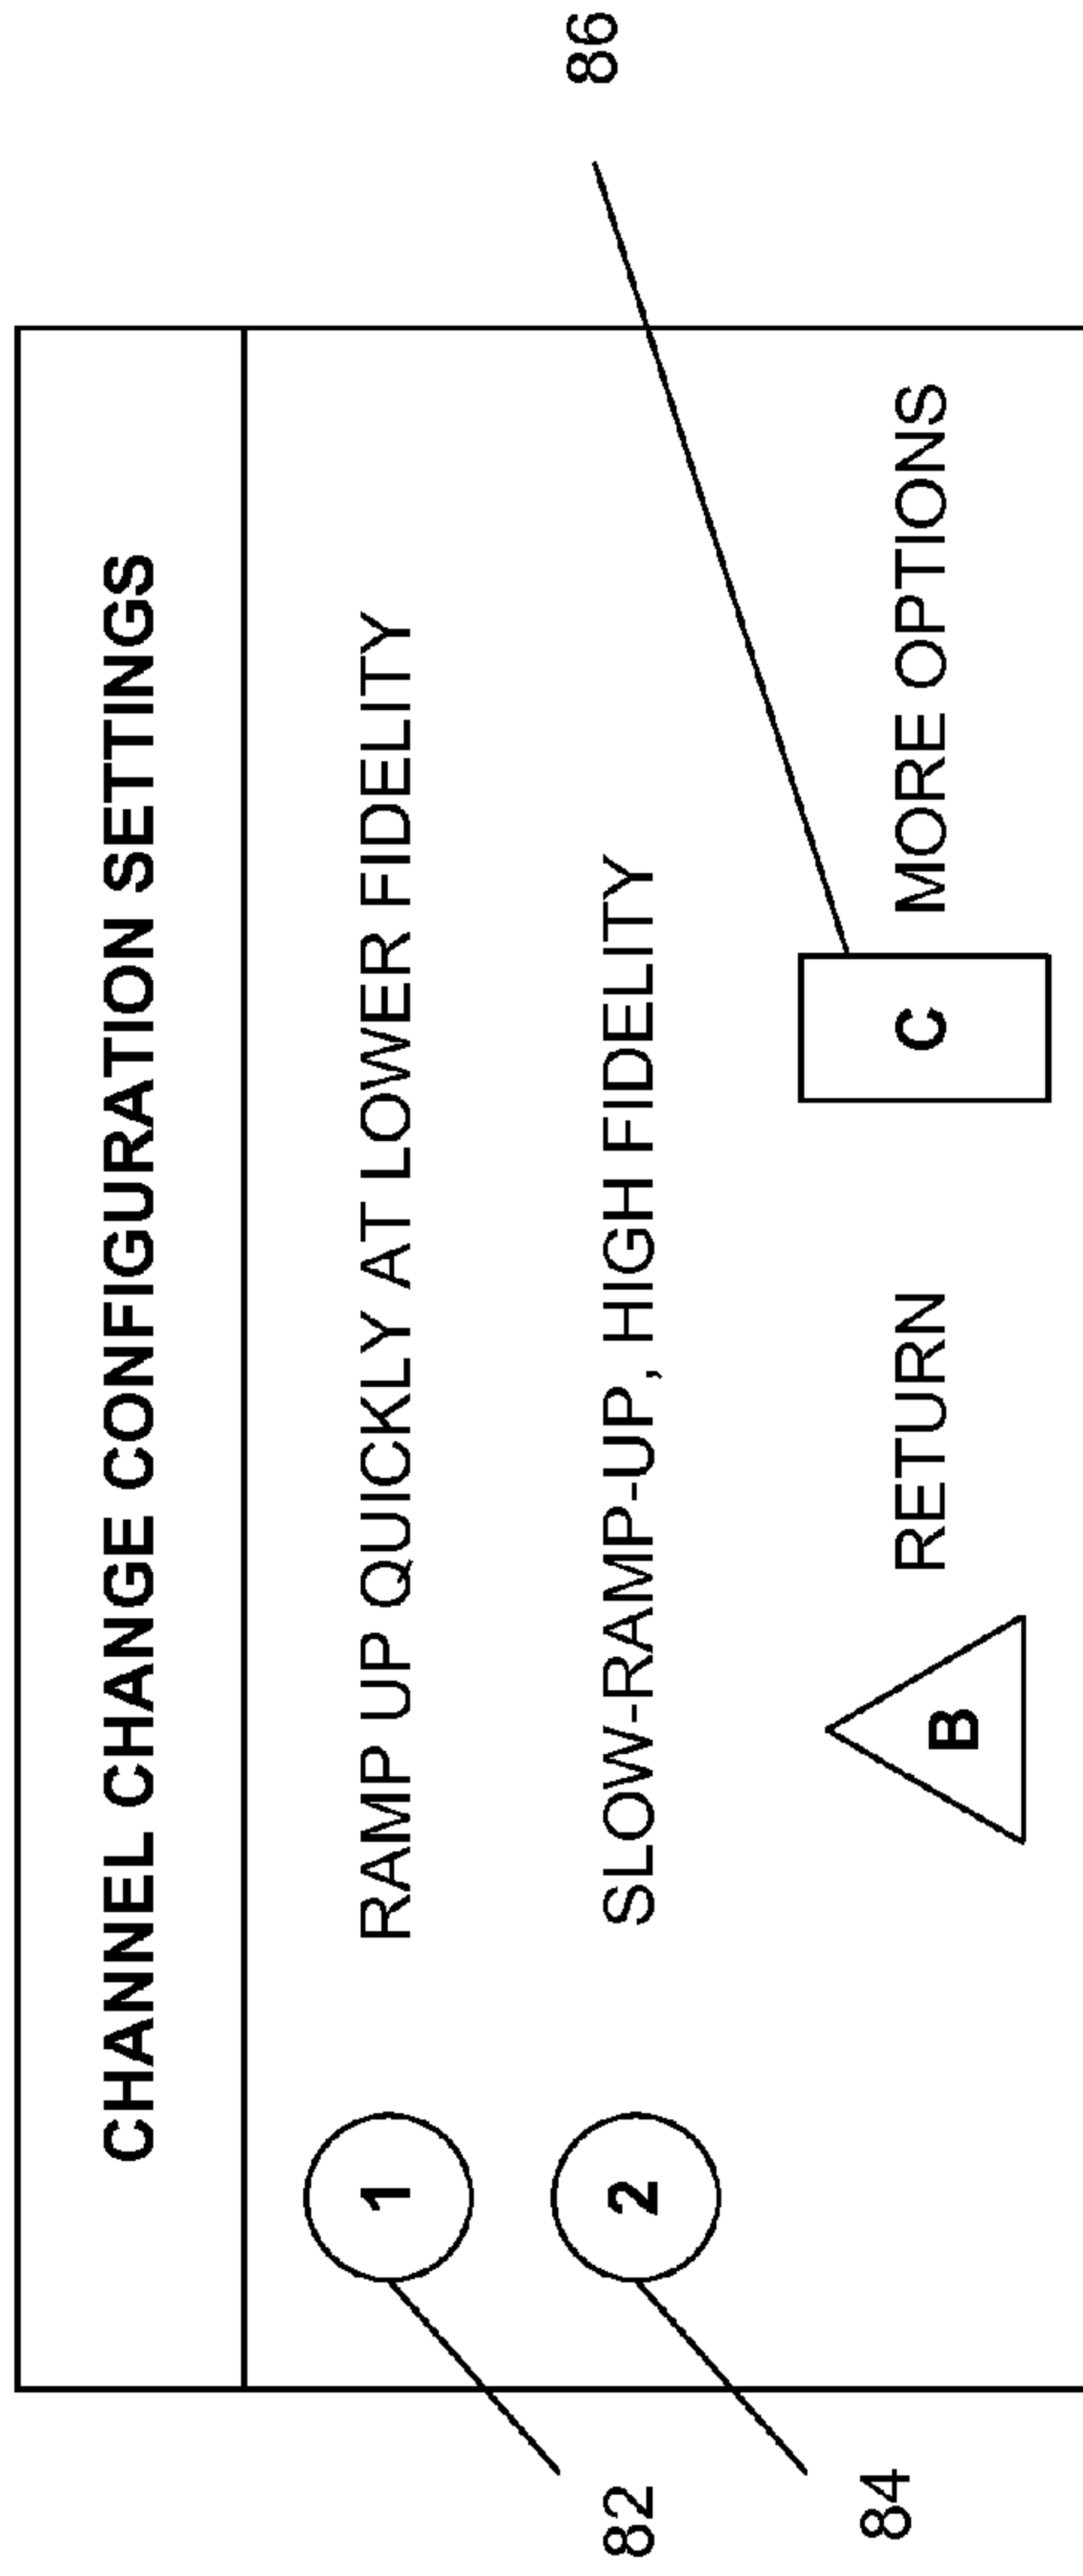 CHANNEL CHANGE CONFIGURATION SETTINGS
1 RAMP UP QUICKLY AT LOWER FIDELITY
82
2 SLOW-RAMP-UP, HIGH FIDELITY
84
B RETURN C MORE OPTIONS
86